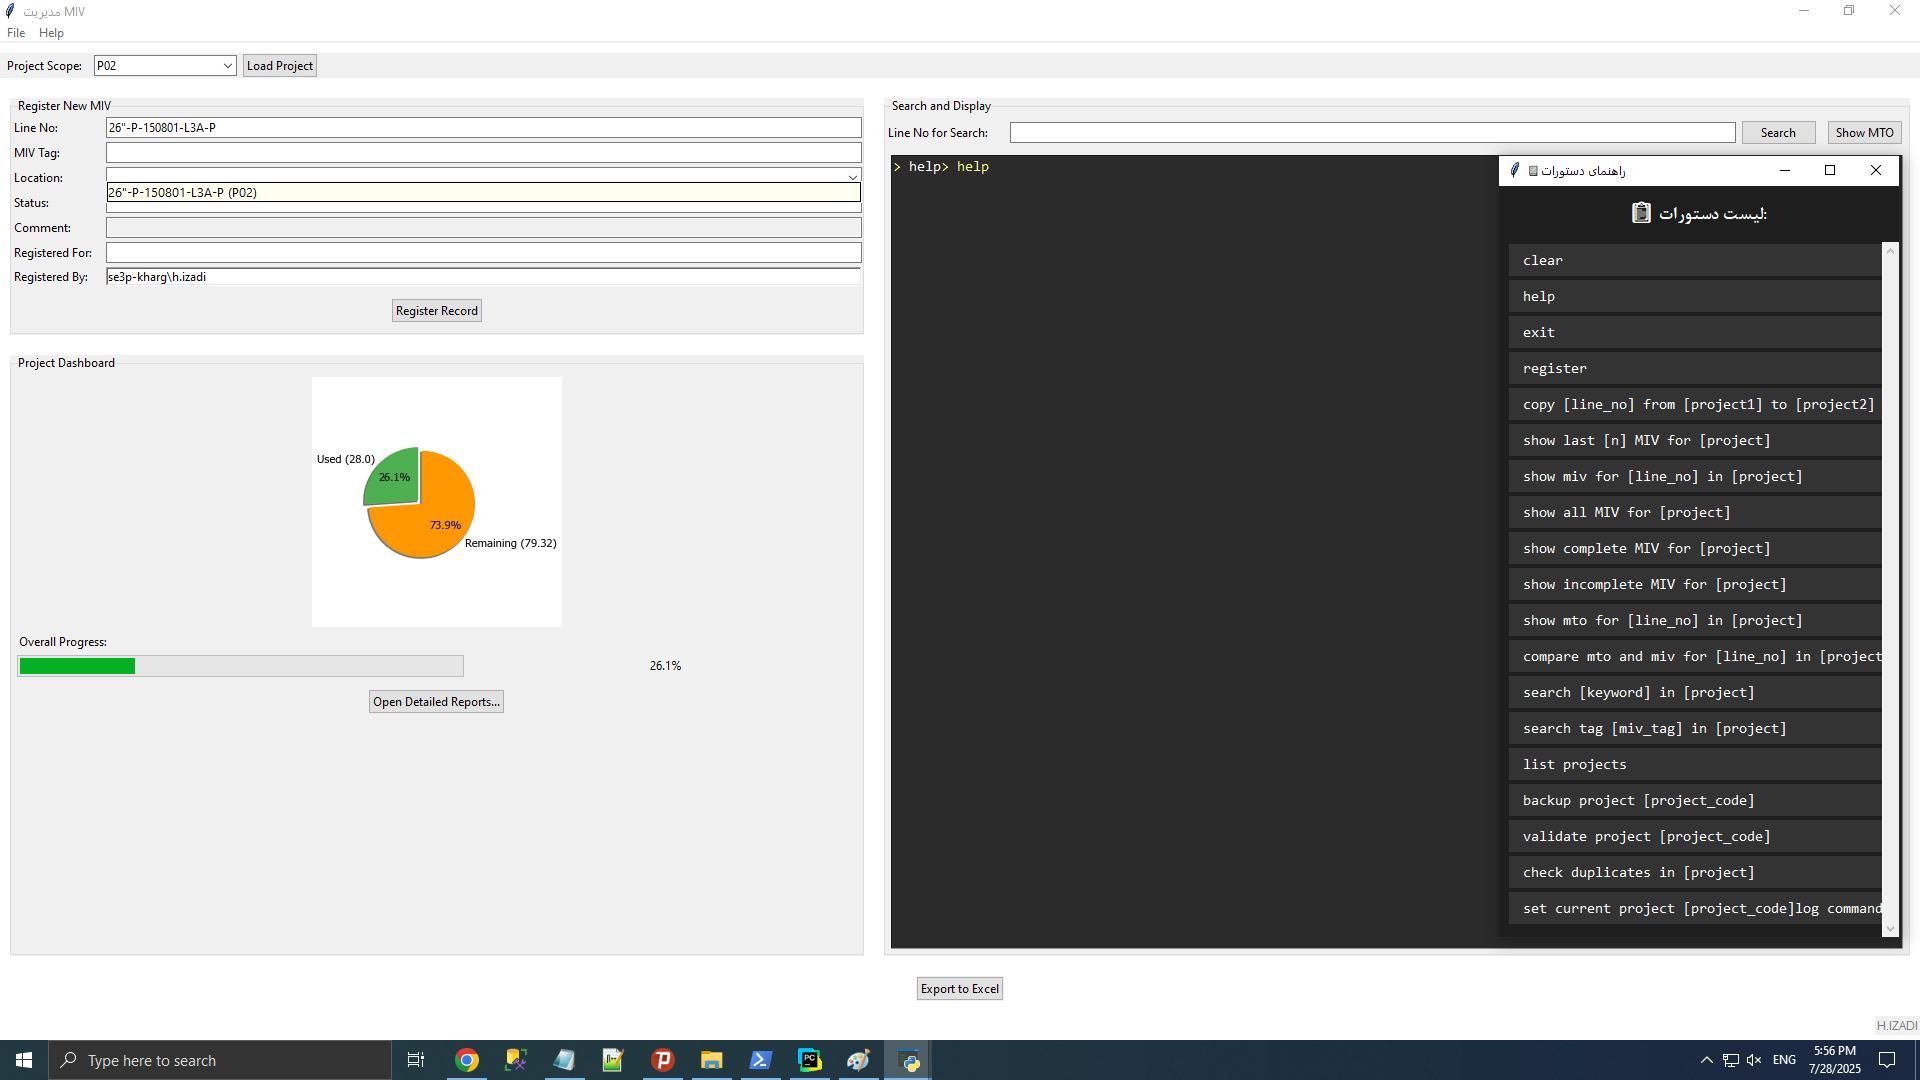 مدیریت MIV
File Help
Project Scope: P02 Load Project
Register New MIV
Line No: 26"-P-150801-L3A-P
MIV Tag:
Location:
26"-P-150801-L3A-P (P02)
Status:
Comment:
Registered For:
Registered By: se3p-kharg\h.izadi
Register Record
Project Dashboard
Used (28.0)
26.1%
73.9%
Remaining (79.32)
Overall Progress:
26.1%
Open Detailed Reports...
Search and Display
Line No for Search: Search Show MTO
> help> help
راهنمای دستورات
لیست دستورات:
clear
help
exit
register
copy [line_no] from [project1] to [project2]
show last [n] MIV for [project]
show miv for [line_no] in [project]
show all MIV for [project]
show complete MIV for [project]
show incomplete MIV for [project]
show mto for [line_no] in [project]
compare mto and miv for [line_no] in [project
search [keyword] in [project]
search tag [miv_tag] in [project]
list projects
backup project [project_code]
validate project [project_code]
check duplicates in [project]
set current project [project_code]log command
Export to Excel
H.IZADI
Type here to search
PC
ENG
5:56 PM
7/28/2025